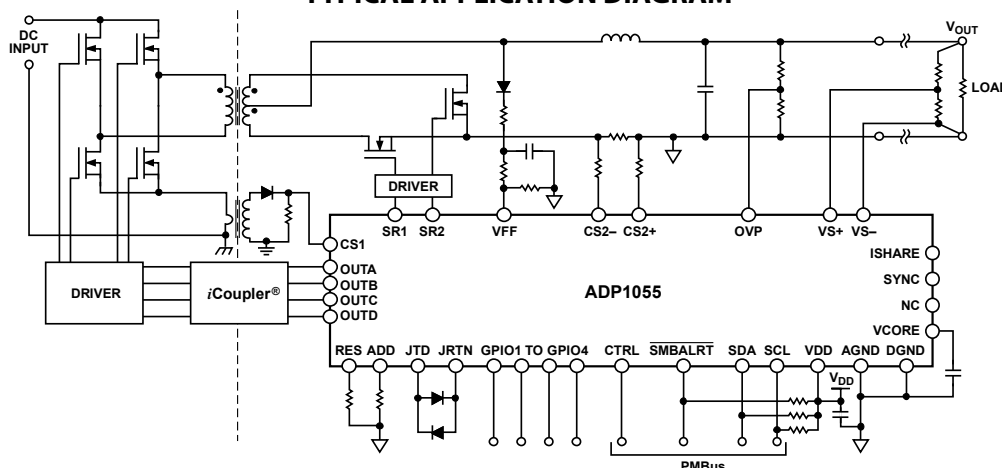 TYPICAL APPLICATION DIAGRAM
DC
INPUT
VOUT
LOAD
DRIVER
SR1 SR2 VFF CS2– CS2+ OVP VS+ VS–
CS1
OUTA
OUTB
OUTC
OUTD
DRIVER
iCoupler®
ADP1055
ISHARE
SYNC
NC
VCORE
RES ADD JTD JRTN GPIO1 TO GPIO4 CTRL SMBALRT SDA SCL VDD AGND DGND
VDD
PMBus